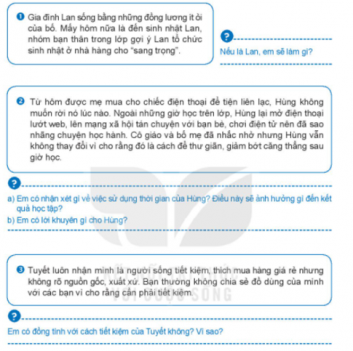 1 Gia đình Lan sống bằng những đồng lương ít ỏi
của bố. Mấy hôm nữa là đến sinh nhật Lan,
nhóm bạn thân trong lớp gợi ý Lan tổ chức
sinh nhật ở nhà hàng cho “sang trọng”.
?
Nếu là Lan, em sẽ làm gì?
2 Từ hôm được mẹ mua cho chiếc điện thoại để tiện liên lạc, Hùng không
muốn rời nó lúc nào. Ngoài những giờ học trên lớp, Hùng lại mở điện thoại
lướt web, lên mạng xã hội tán chuyện với bạn bè, chơi điện tử nên đã sao
nhãng chuyện học hành. Cô giáo và bố mẹ đã nhắc nhở nhưng Hùng vẫn
không thay đổi vì cho rằng đó là cách để thư giãn, giảm bớt căng thẳng sau
giờ học.
?
a) Em có nhận xét gì về việc sử dụng thời gian của Hùng? Điều này sẽ ảnh hưởng gì đến kết
quả học tập?
b) Em có lời khuyên gì cho Hùng?
3 Tuyết luôn nhận mình là người sống tiết kiệm, thích mua hàng giá rẻ nhưng
không rõ nguồn gốc, xuất xứ. Bạn thường không chia sẻ đồ dùng của mình
với các bạn vì cho rằng cần phải tiết kiệm.
?
Em có đồng tình với cách tiết kiệm của Tuyết không? Vì sao?